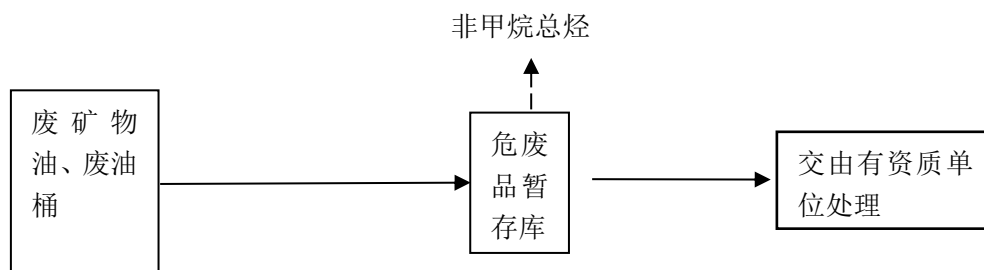 非甲烷总烃
废矿物
油、废油
桶
危废
品暂
存库
交由有资质单
位处理